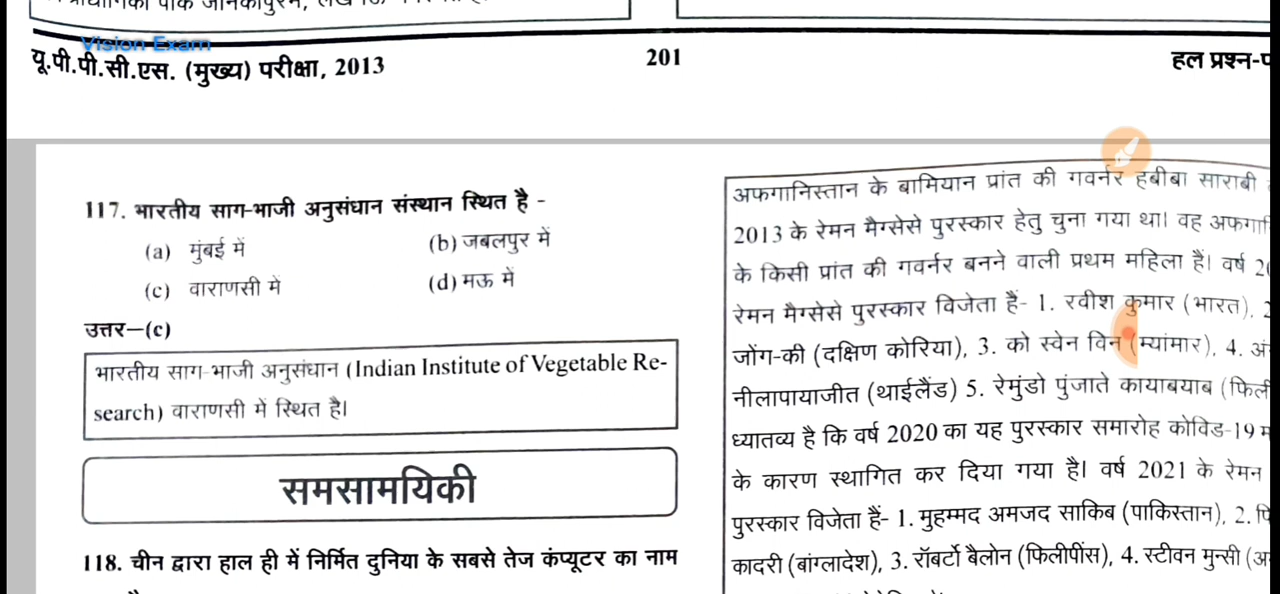 Vision Exam
यू.पी.पी.सी.एस. (मुख्य) परीक्षा, 2013
201
हल प्रश्न-
117. भारतीय साग-भाजी अनुसंधान संस्थान स्थित है -
(a) मुंबई में
(b) जबलपुर में
(c) वाराणसी में
(d) मऊ में
उत्तर–(c)
भारतीय साग-भाजी अनुसंधान (Indian Institute of Vegetable Re-
search) वाराणसी में स्थित है।
समसामयिकी
118. चीन द्वारा हाल ही में निर्मित दुनिया के सबसे तेज कंप्यूटर का नाम
अफगानिस्तान के बामियान प्रांत की गवर्नर हबीबा साराबी
2013 के रेमन मैग्सेसे पुरस्कार हेतु चुना गया था। वह अफगा
के किसी प्रांत की गवर्नर बनने वाली प्रथम महिला हैं। वर्ष 2
रेमन मैग्सेसे पुरस्कार विजेता हैं- 1. रवीश कुमार (भारत), 2
जोंग-की (दक्षिण कोरिया), 3. को स्वेन विन (म्यांमार), 4. अं
नीलापायाजीत (थाईलैंड) 5. रेमुंडो पुंजाते कायाबयाब (फिली
ध्यातव्य है कि वर्ष 2020 का यह पुरस्कार समारोह कोविड-19 म
के कारण स्थागित कर दिया गया है। वर्ष 2021 के रेमन
पुरस्कार विजेता हैं- 1. मुहम्मद अमजद साकिब (पाकिस्तान), 2. फि
कादरी (बांग्लादेश), 3. रॉबर्टो बैलोन (फिलीपींस), 4. स्टीवन मुन्सी (अ